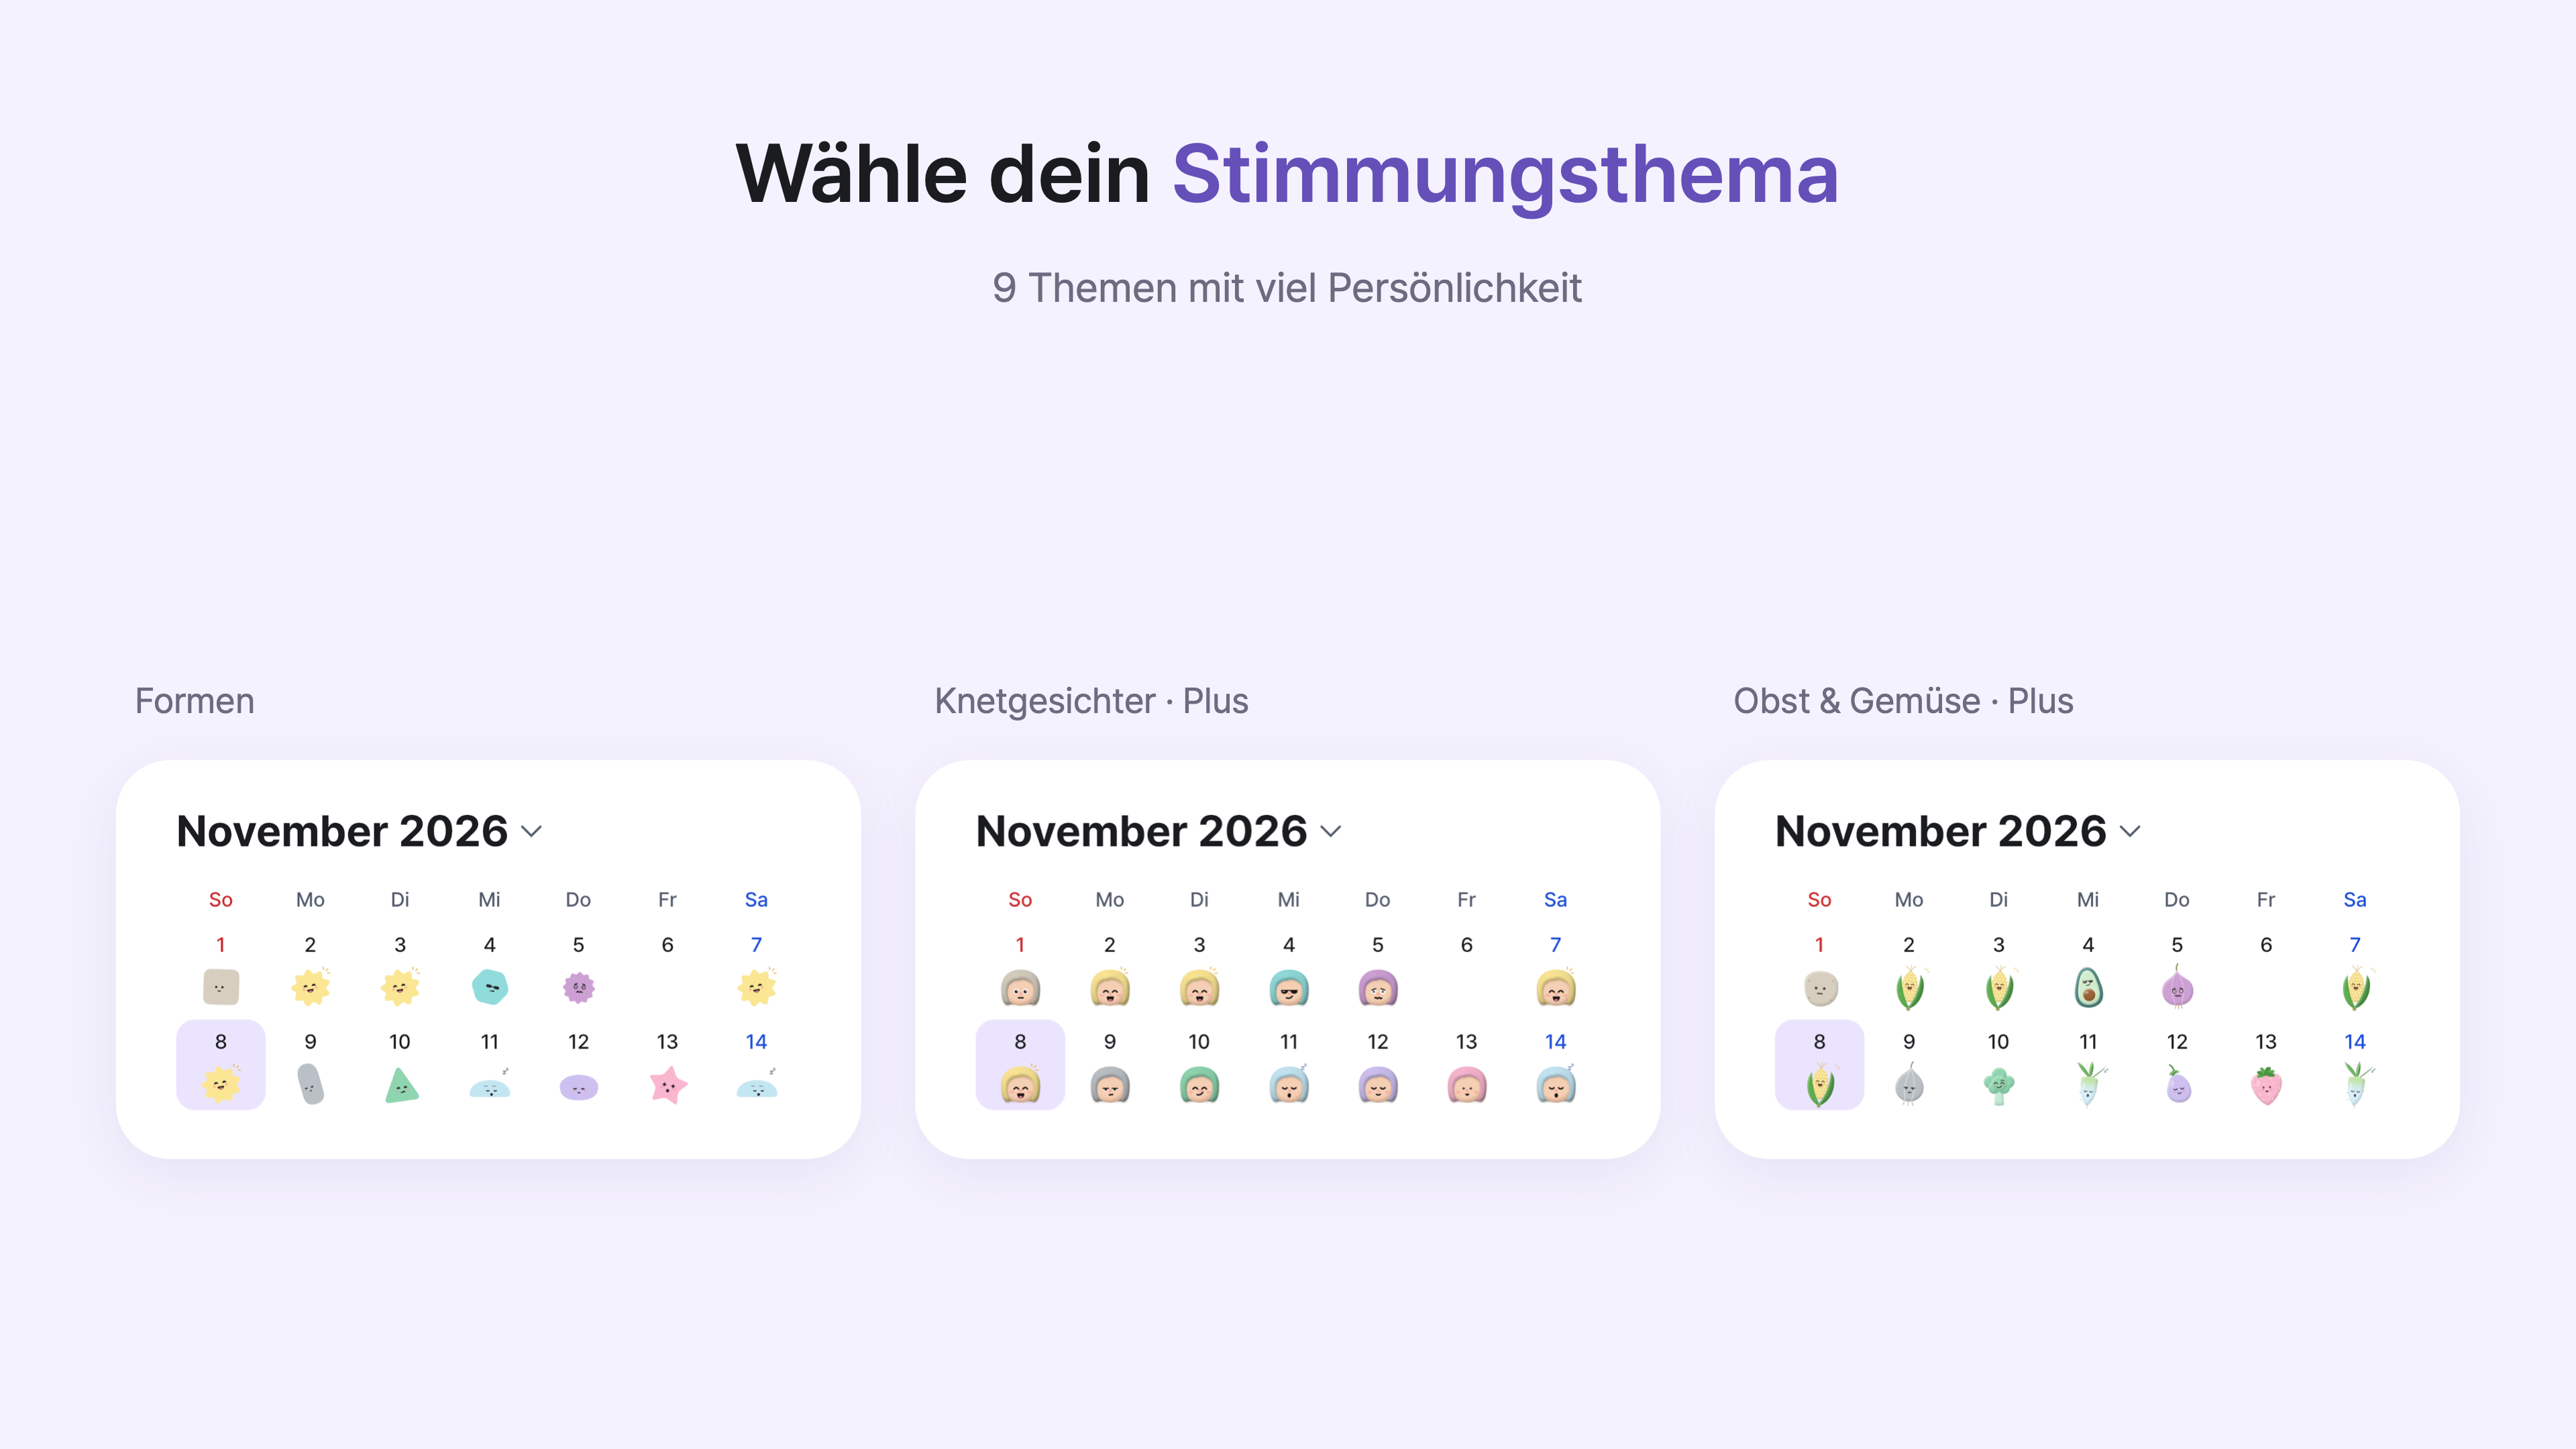 Wähle dein Stimmungsthema
9 Themen mit viel Persönlichkeit
Formen
November 2026
So Mo Di Mi Do Fr Sa
1 2 3 4 5 6 7
8 9 10 11 12 13 14
Knetgesichter · Plus
November 2026
So Mo Di Mi Do Fr Sa
1 2 3 4 5 6 7
8 9 10 11 12 13 14
Obst & Gemüse · Plus
November 2026
So Mo Di Mi Do Fr Sa
1 2 3 4 5 6 7
8 9 10 11 12 13 14